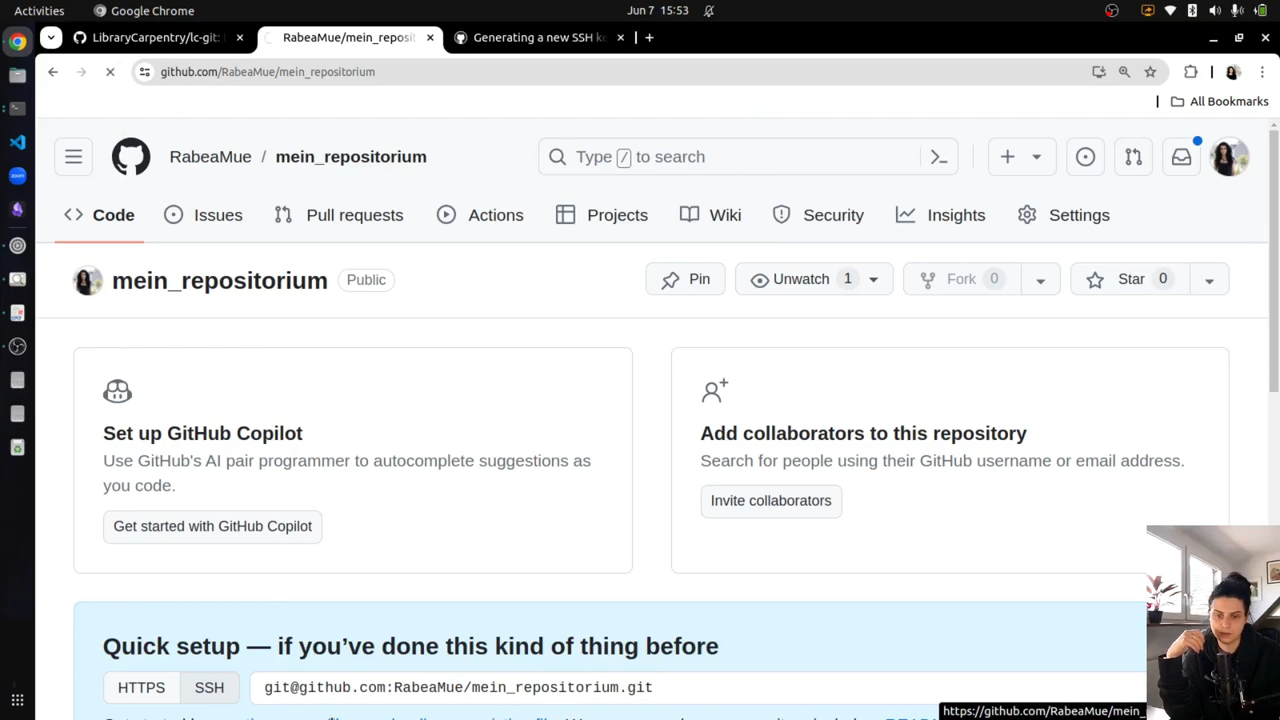 Activities Google Chrome Jun 7 15:53
LibraryCarpentry/lc-git: RabeaMue/mein_reposit Generating a new SSH ke
github.com/RabeaMue/mein_repositorium
All Bookmarks
RabeaMue / mein_repositorium Type / to search
Code Issues Pull requests Actions Projects Wiki Security Insights Settings
mein_repositorium Public Pin Unwatch 1 Fork 0 Star 0
Set up GitHub Copilot
Use GitHub's AI pair programmer to autocomplete suggestions as
you code.
Get started with GitHub Copilot
Add collaborators to this repository
Search for people using their GitHub username or email address.
Invite collaborators
Quick setup — if you've done this kind of thing before
HTTPS SSH git@github.com:RabeaMue/mein_repositorium.git
https://github.com/RabeaMue/mein_